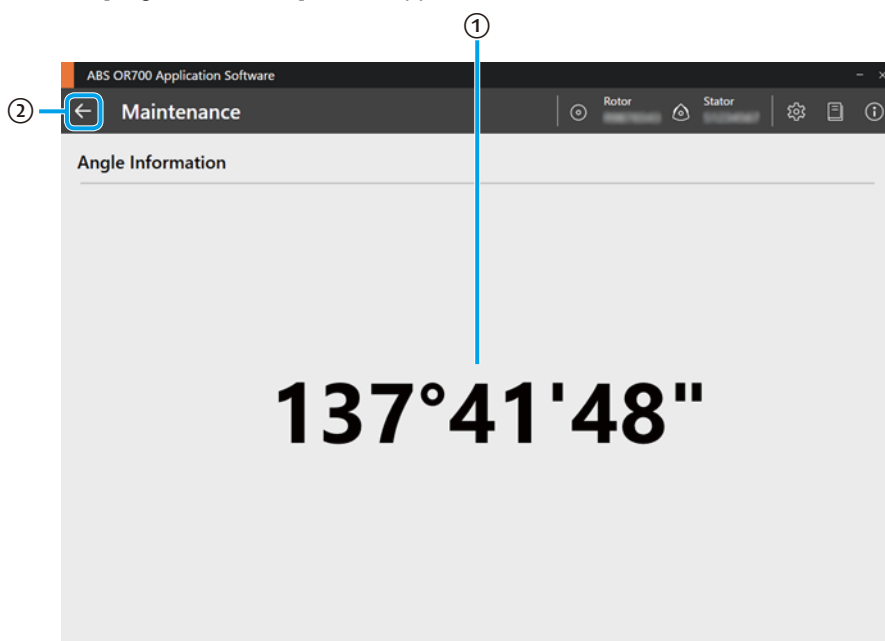 ①
ABS OR700 Application Software
② Maintenance
Rotor
Stator
Angle Information
137°41'48"